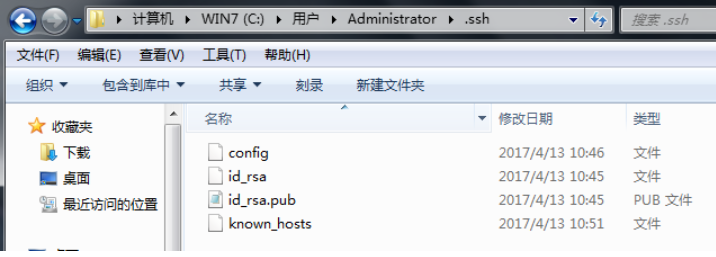 计算机 WIN7 (C:) 用户 Administrator .ssh 搜索 .ssh
文件(F) 编辑(E) 查看(V) 工具(T) 帮助(H)
组织 包含到库中 共享 刻录 新建文件夹
收藏夹
下载
桌面
最近访问的位置
名称 修改日期 类型
config 2017/4/13 10:46 文件
id_rsa 2017/4/13 10:45 文件
id_rsa.pub 2017/4/13 10:45 PUB 文件
known_hosts 2017/4/13 10:51 文件